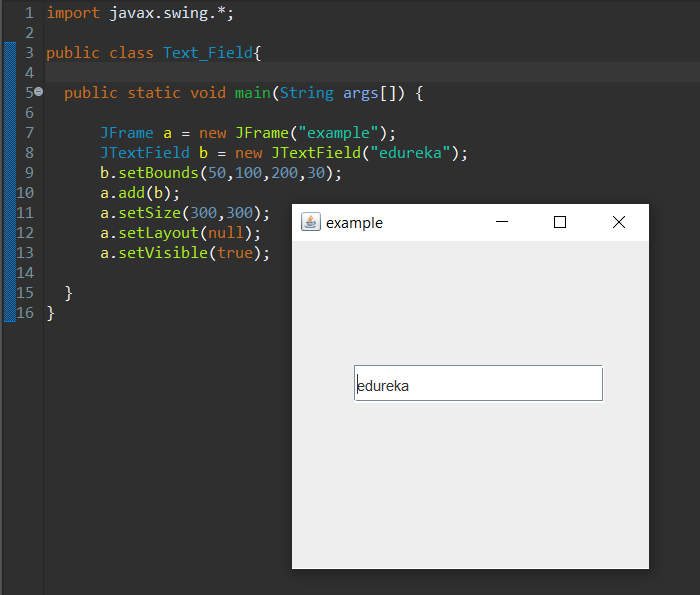 1 import javax.swing.*;
2
3 public class Text_Field{
4
5 public static void main(String args[]) {
6
7 JFrame a = new JFrame("example");
8 JTextField b = new JTextField("edureka");
9 b.setBounds(50,100,200,30);
10 a.add(b);
11 a.setSize(300,300);
12 a.setLayout(null);
13 a.setVisible(true);
14
15 }
16 }
example
edureka